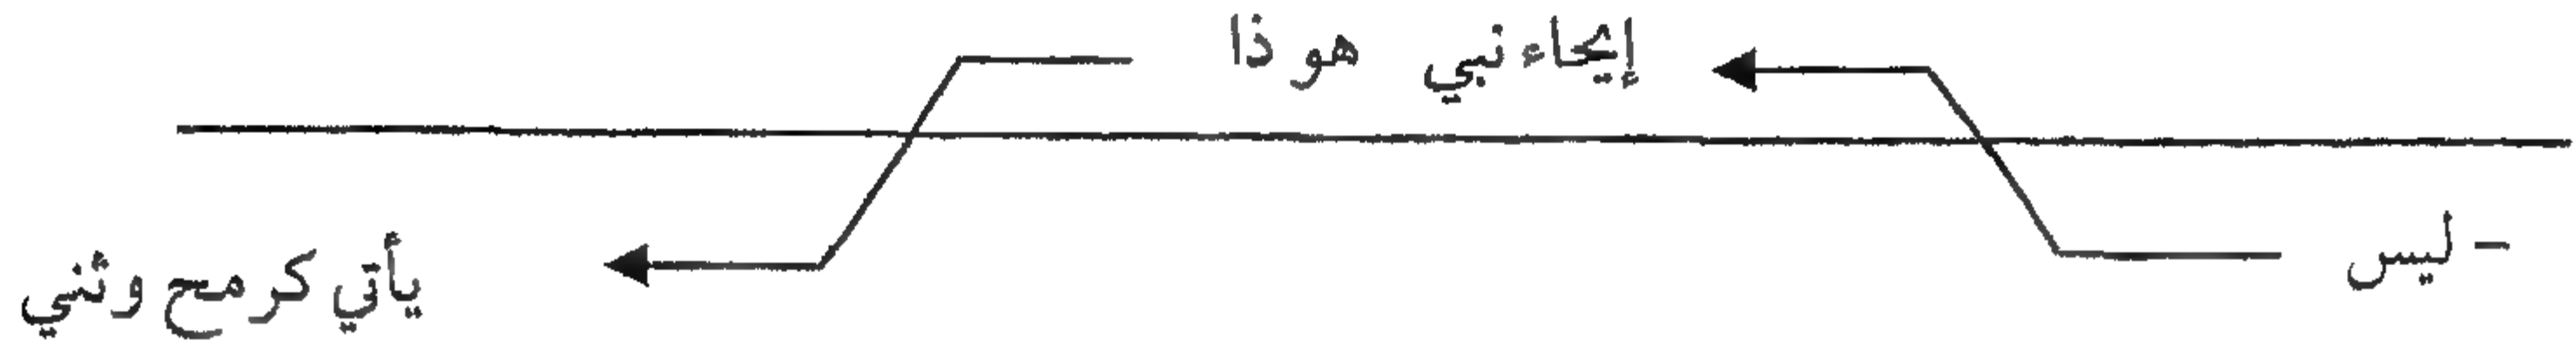 إيحاء نبي هو ذا
- ليس
يأتي كرمح وثني